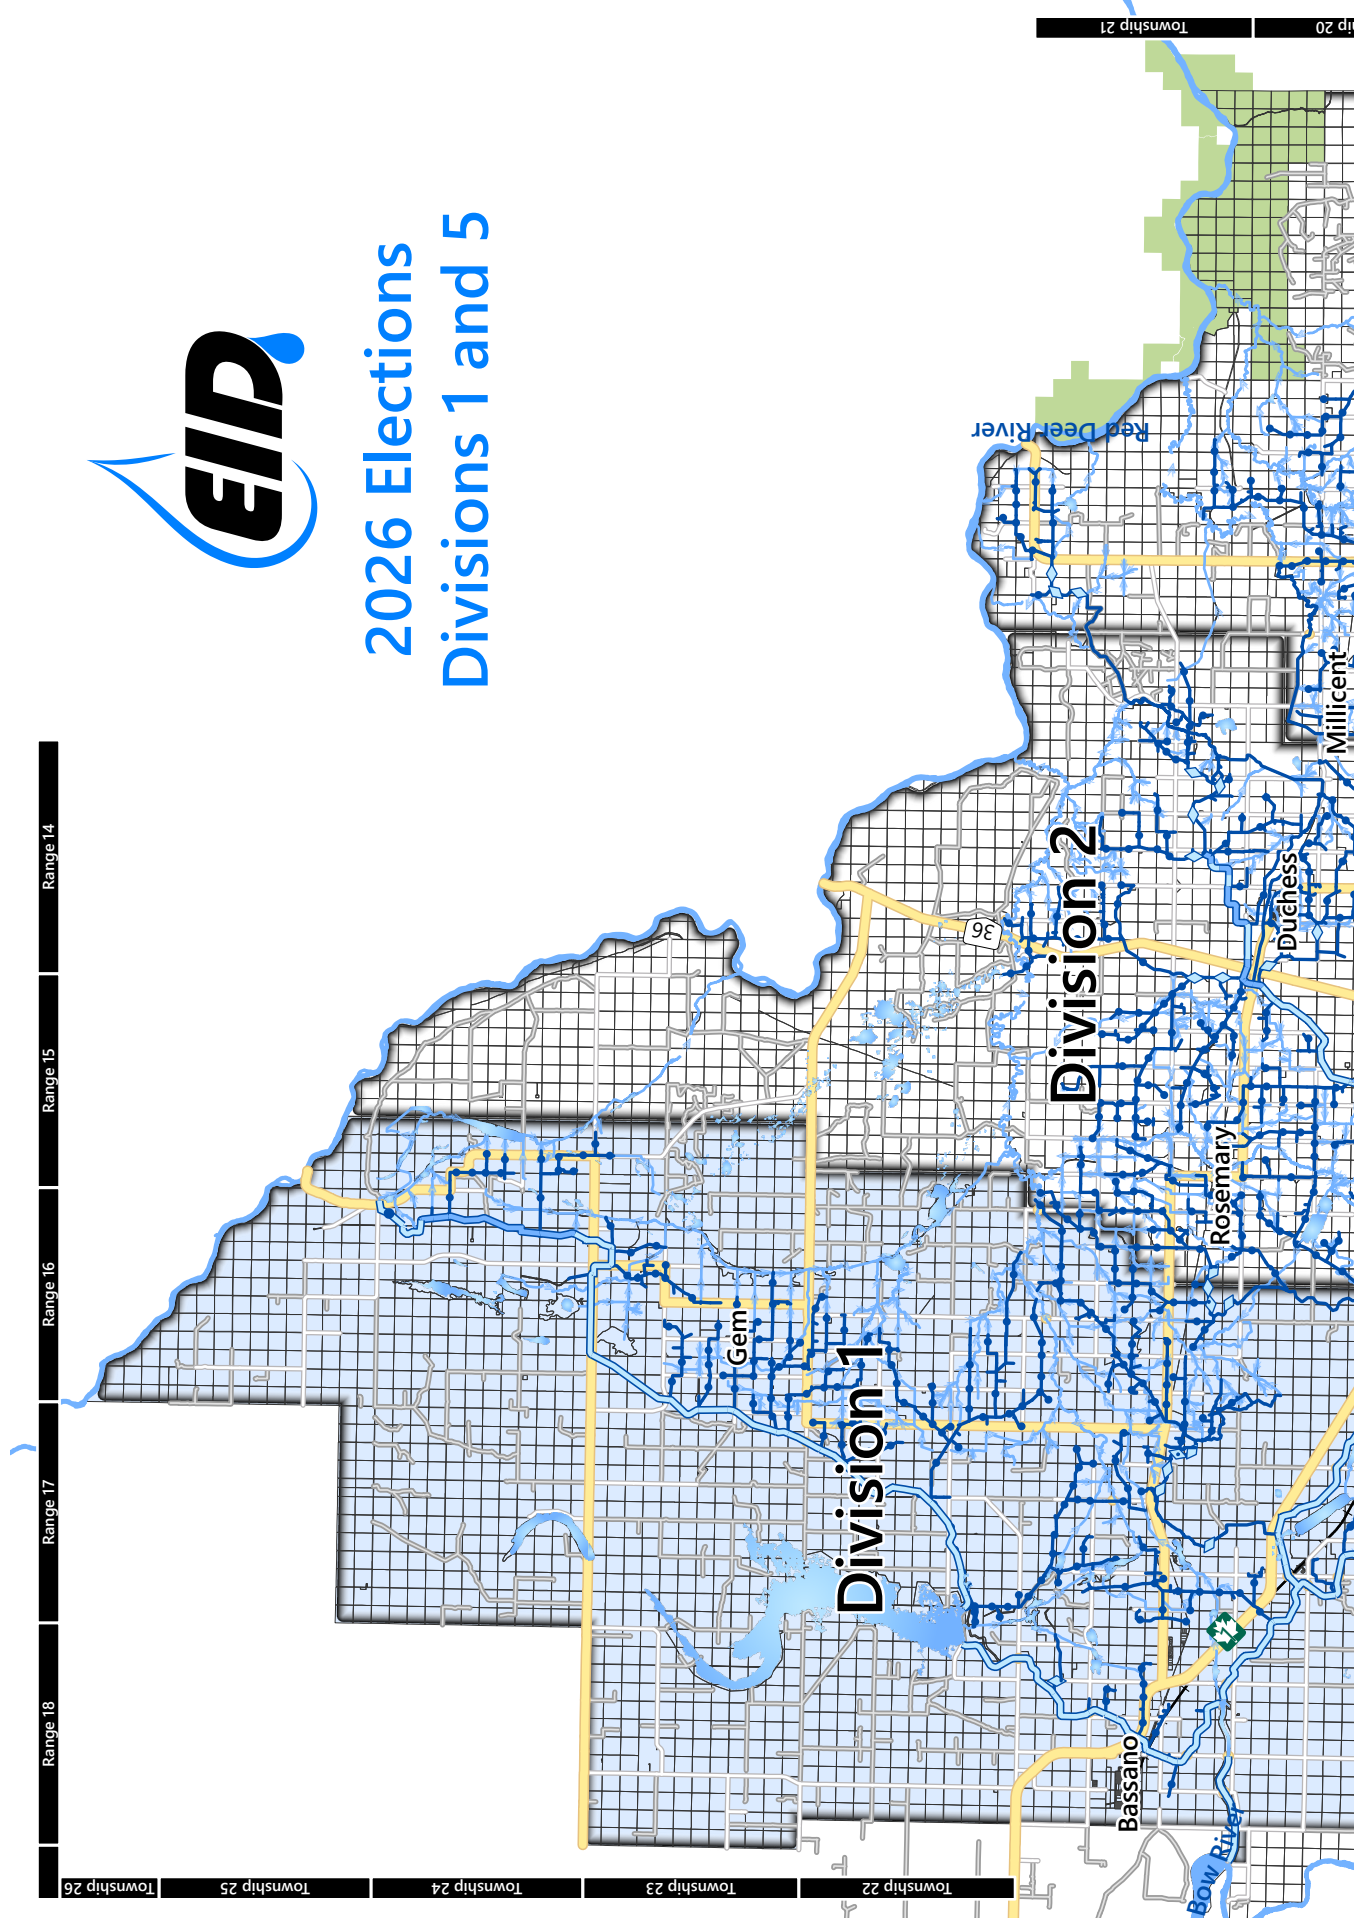 EID
2026 Elections
Divisions 1 and 5
Range 18
Range 17
Range 16
Range 15
Range 14
Township 26
Township 25
Township 24
Township 23
Township 22
Township 21
Red Deer River
Gem
Division 1
Division 2
36
Bassano
Rosemary
Duchess
Millicent
1
Bow River